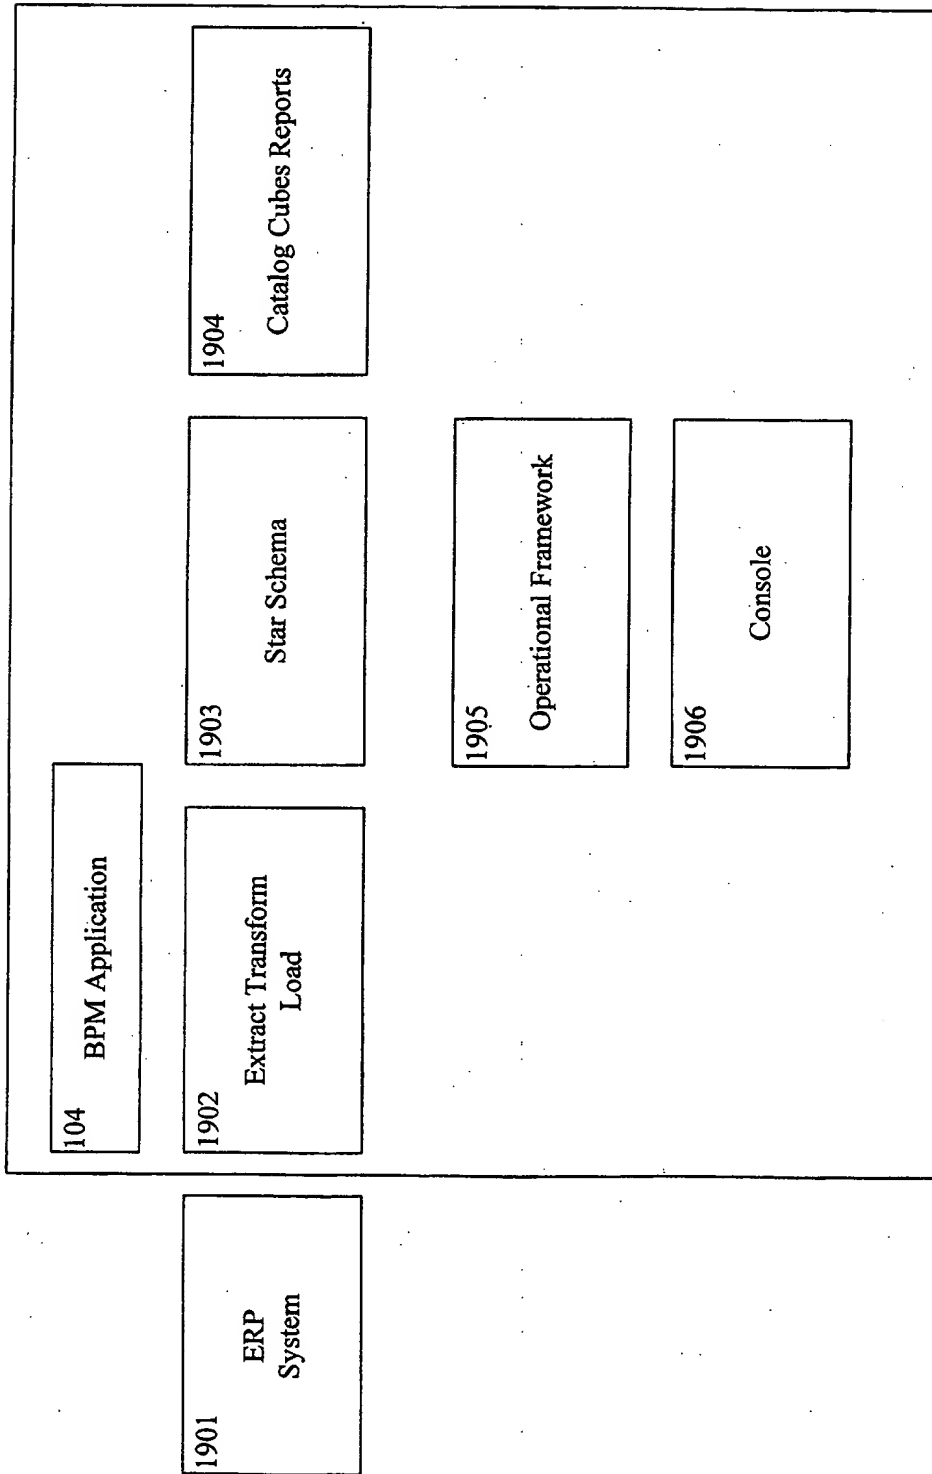 104
BPM Application
1901
ERP
System
1902
Extract Transform
Load
1903
Star Schema
1904
Catalog Cubes Reports
1905
Operational Framework
1906
Console